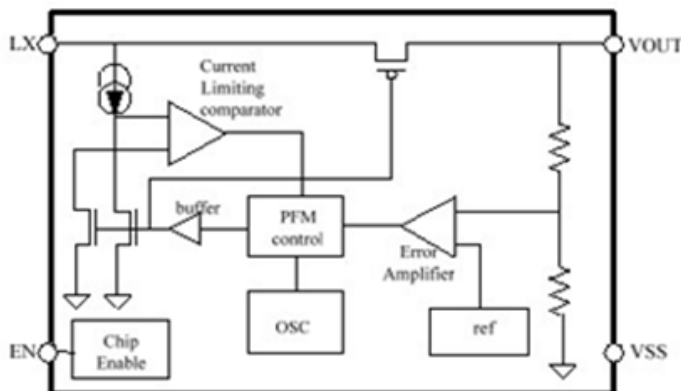 LX
VOUT
Current
Limiting
comparator
buffer
PFM
control
Error
Amplifier
OSC
ref
Chip
Enable
EN
VSS